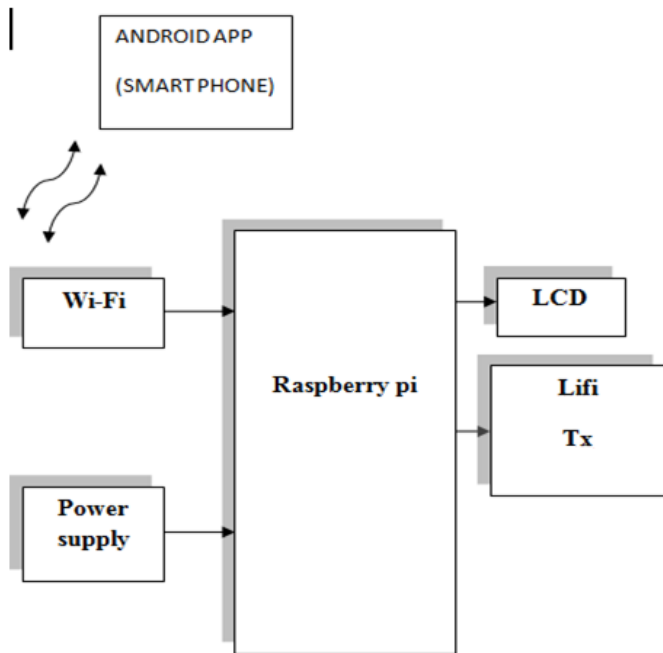 ANDROID APP
(SMART PHONE)
Wi-Fi
LCD
Raspberry pi
Lifi
Tx
Power
supply